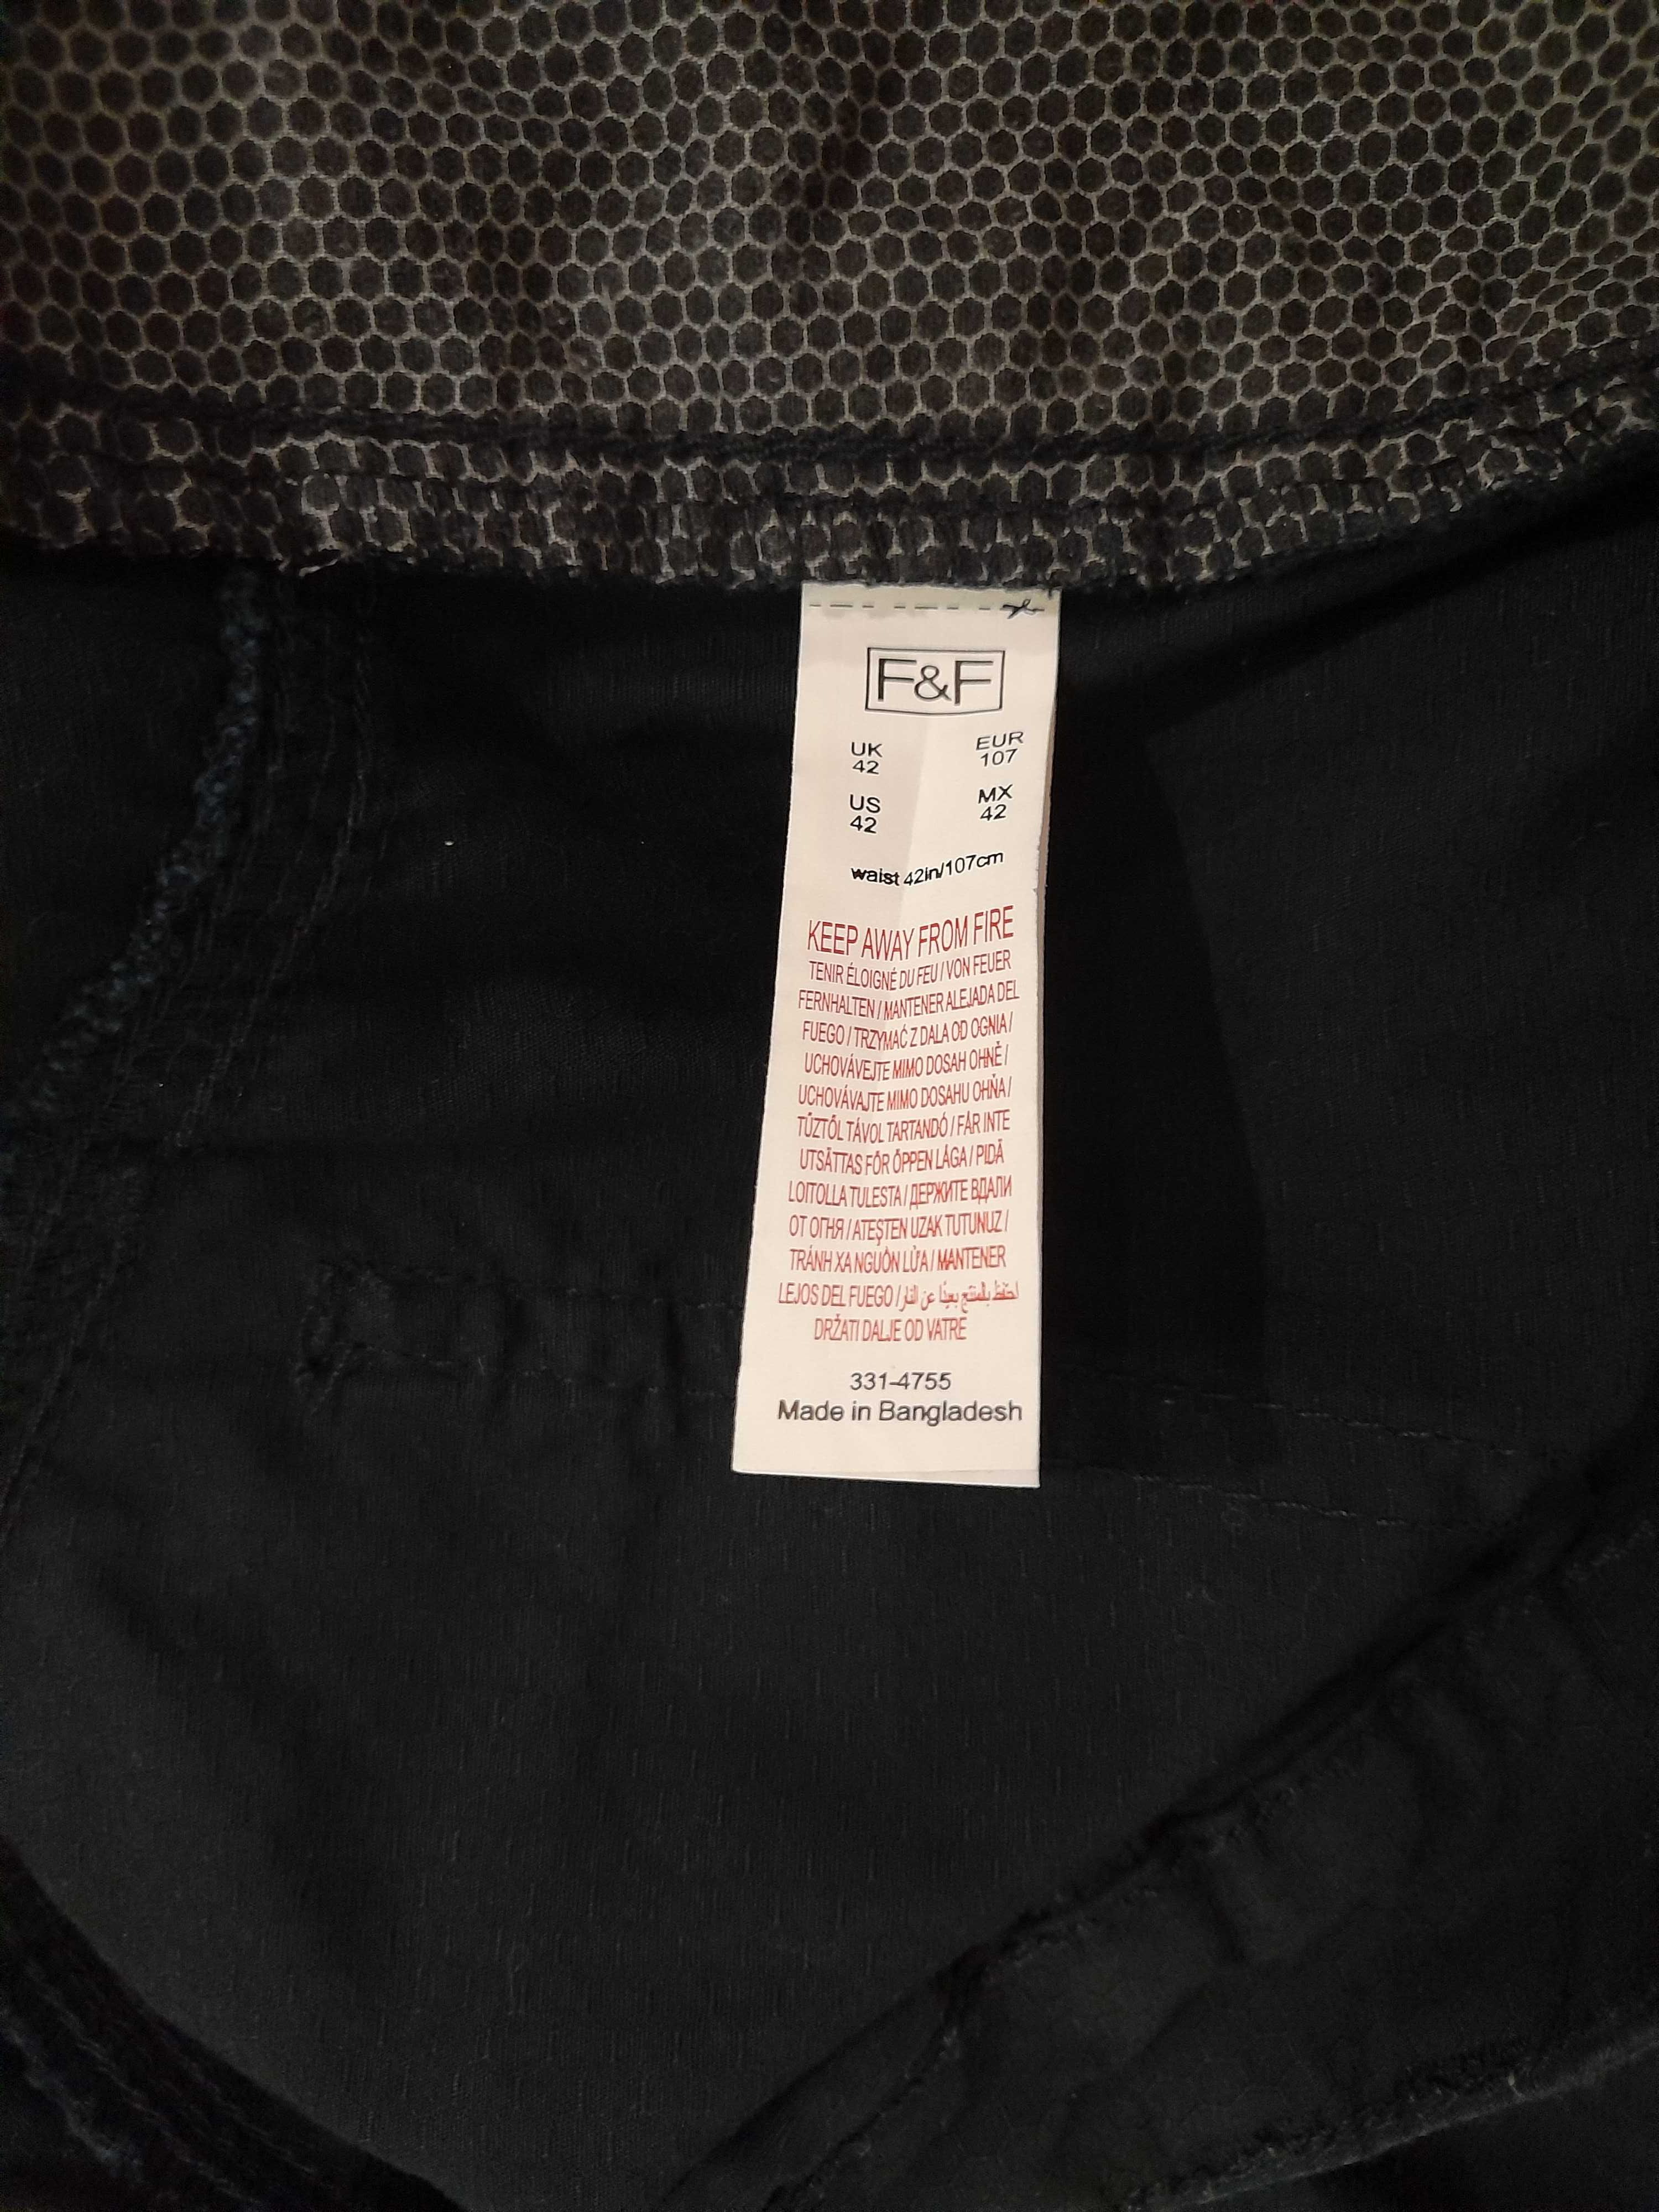 F&F
UK EUR
42 107
US MX
42 42
waist 42in/107cm
KEEP AWAY FROM FIRE
TENIR ÉLOIGNÉ DU FEU / VON FEUER
FERNHALTEN / MANTENER ALEJADA DEL
FUEGO / TRZYMAĆ Z DALA OD OGNIA /
UCHOVÁVEJTE MIMO DOSAH OHNĚ /
UCHOVÁVAJTE MIMO DOSAHU OHŇA /
TŰZTŐL TÁVOL TARTANDÓ / FÅR INTE
UTSÄTTAS FÖR ÖPPEN LÅGA / PIDÄ
LOITOLLA TULESTA / ДЕРЖИТЕ ВДАЛИ
ОТ ОГНЯ / ATEŞTEN UZAK TUTUNUZ /
TRÁNH XA NGUỒN LỬA / MANTENER
LEJOS DEL FUEGO / احتفظ بالمنتج بعيدًا عن النار
DRŽATI DALJE OD VATRE
331-4755
Made in Bangladesh